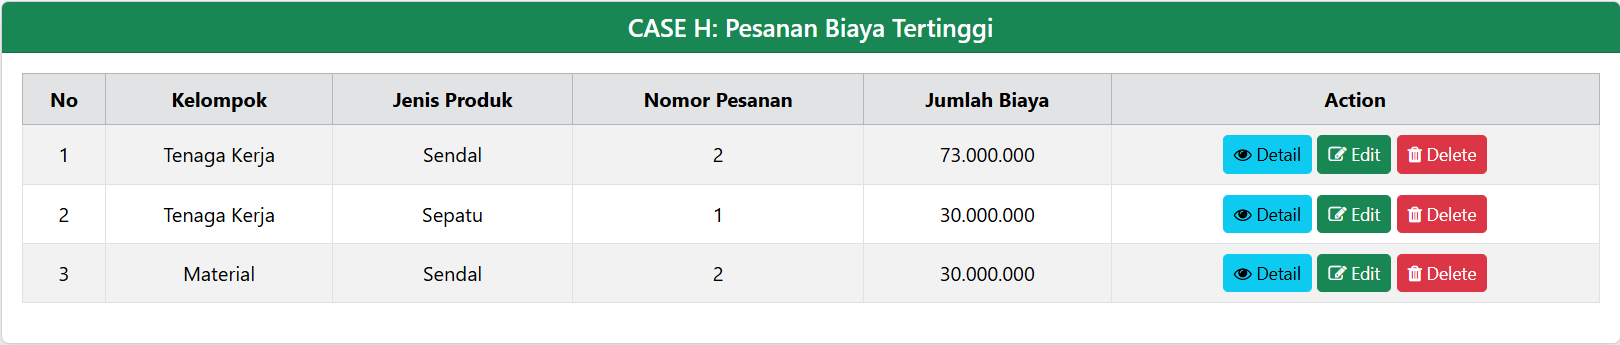 CASE H: Pesanan Biaya Tertinggi
No Kelompok Jenis Produk Nomor Pesanan Jumlah Biaya Action
1 Tenaga Kerja Sendal 2 73.000.000 Detail Edit Delete
2 Tenaga Kerja Sepatu 1 30.000.000 Detail Edit Delete
3 Material Sendal 2 30.000.000 Detail Edit Delete